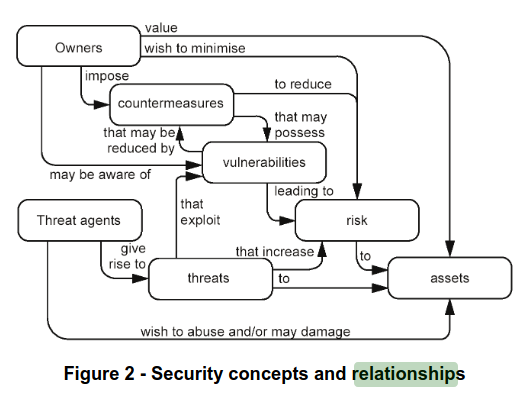 value
Owners
wish to minimise
impose
to reduce
countermeasures
that may
possess
that may be
reduced by
vulnerabilities
may be aware of
leading to
that
exploit
Threat agents
risk
give
rise to
that increase
to
threats
to
assets
wish to abuse and/or may damage
Figure 2 - Security concepts and relationships